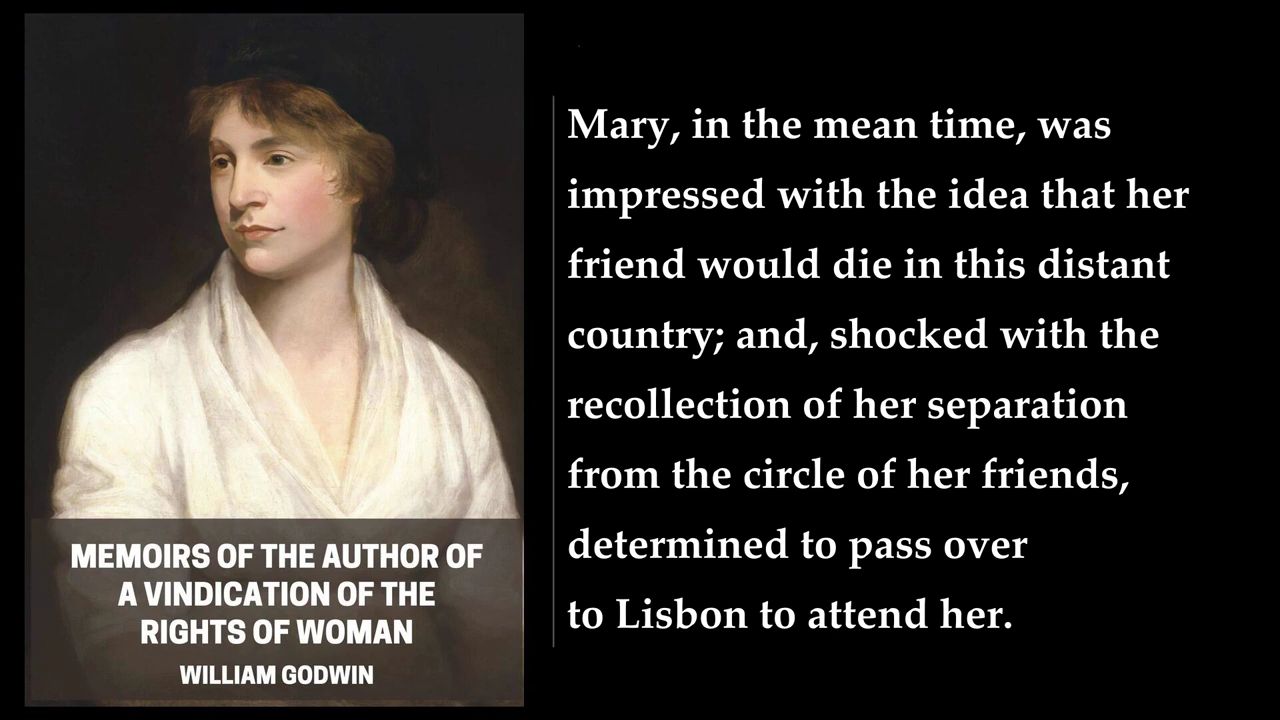 MEMOIRS OF THE AUTHOR OF
A VINDICATION OF THE
RIGHTS OF WOMAN
WILLIAM GODWIN
Mary, in the mean time, was
impressed with the idea that her
friend would die in this distant
country; and, shocked with the
recollection of her separation
from the circle of her friends,
determined to pass over
to Lisbon to attend her.